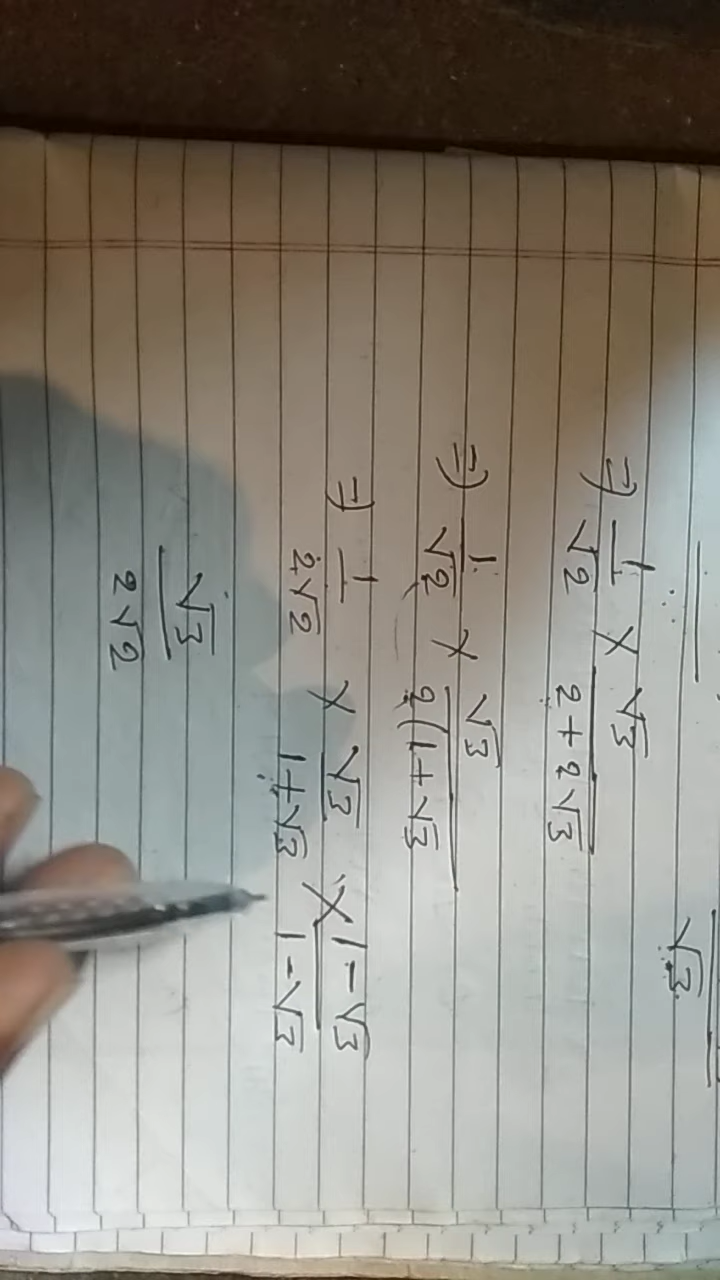 √3
⇒ 1/√2 × √3/(2+2√3)
⇒ 1/√2 × √3/2(1+√3
⇒ 1/2√2 × √3/(1+√3) × (1-√3)/(1-√3)
√3/2√2